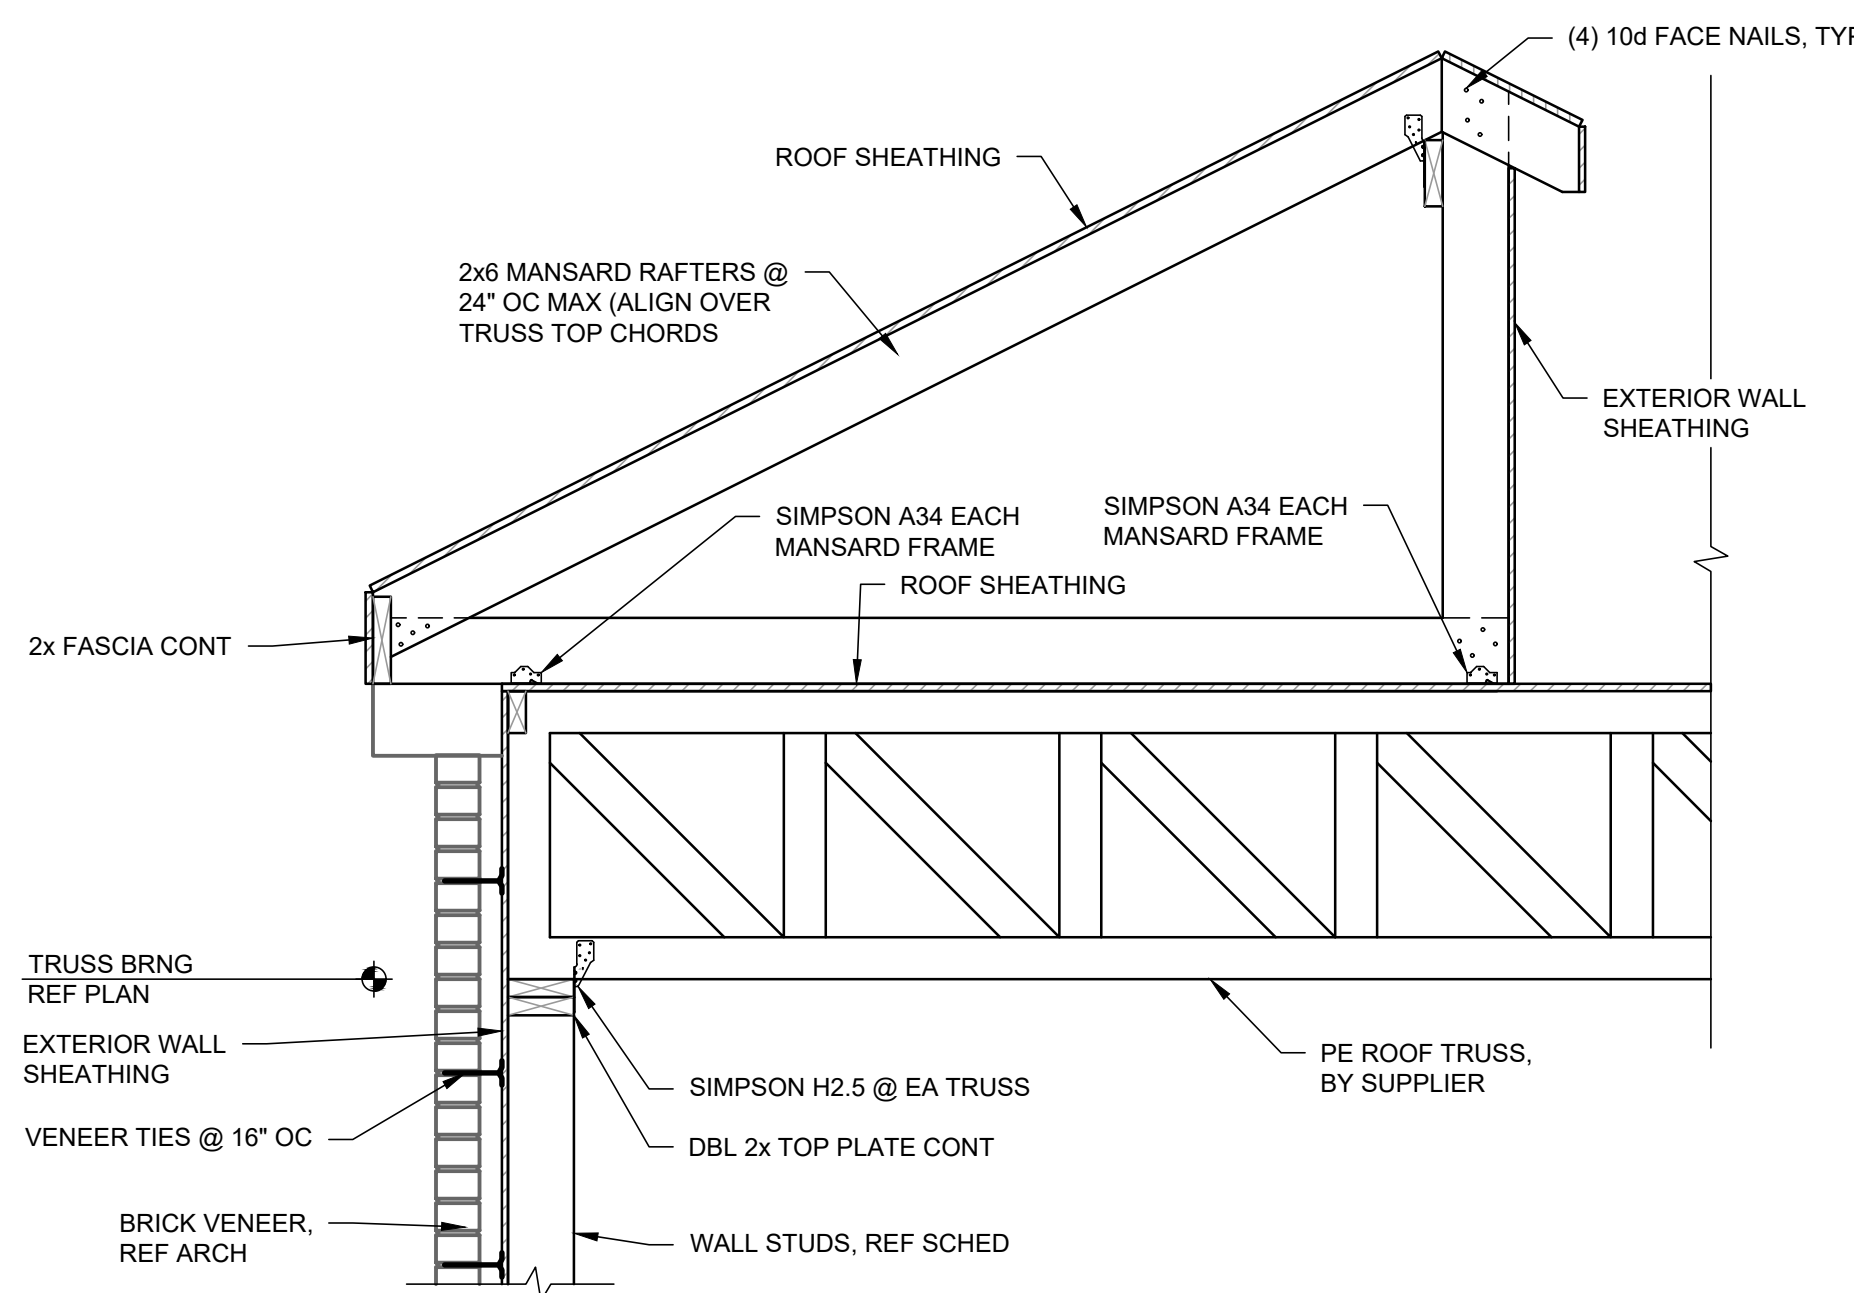 (4) 10d FACE NAILS, TYP
ROOF SHEATHING
2x6 MANSARD RAFTERS @
24" OC MAX (ALIGN OVER
TRUSS TOP CHORDS
EXTERIOR WALL
SHEATHING
SIMPSON A34 EACH
MANSARD FRAME
SIMPSON A34 EACH
MANSARD FRAME
ROOF SHEATHING
2x FASCIA CONT
TRUSS BRNG
REF PLAN
EXTERIOR WALL
SHEATHING
PE ROOF TRUSS,
BY SUPPLIER
SIMPSON H2.5 @ EA TRUSS
VENEER TIES @ 16" OC
DBL 2x TOP PLATE CONT
BRICK VENEER,
REF ARCH
WALL STUDS, REF SCHED